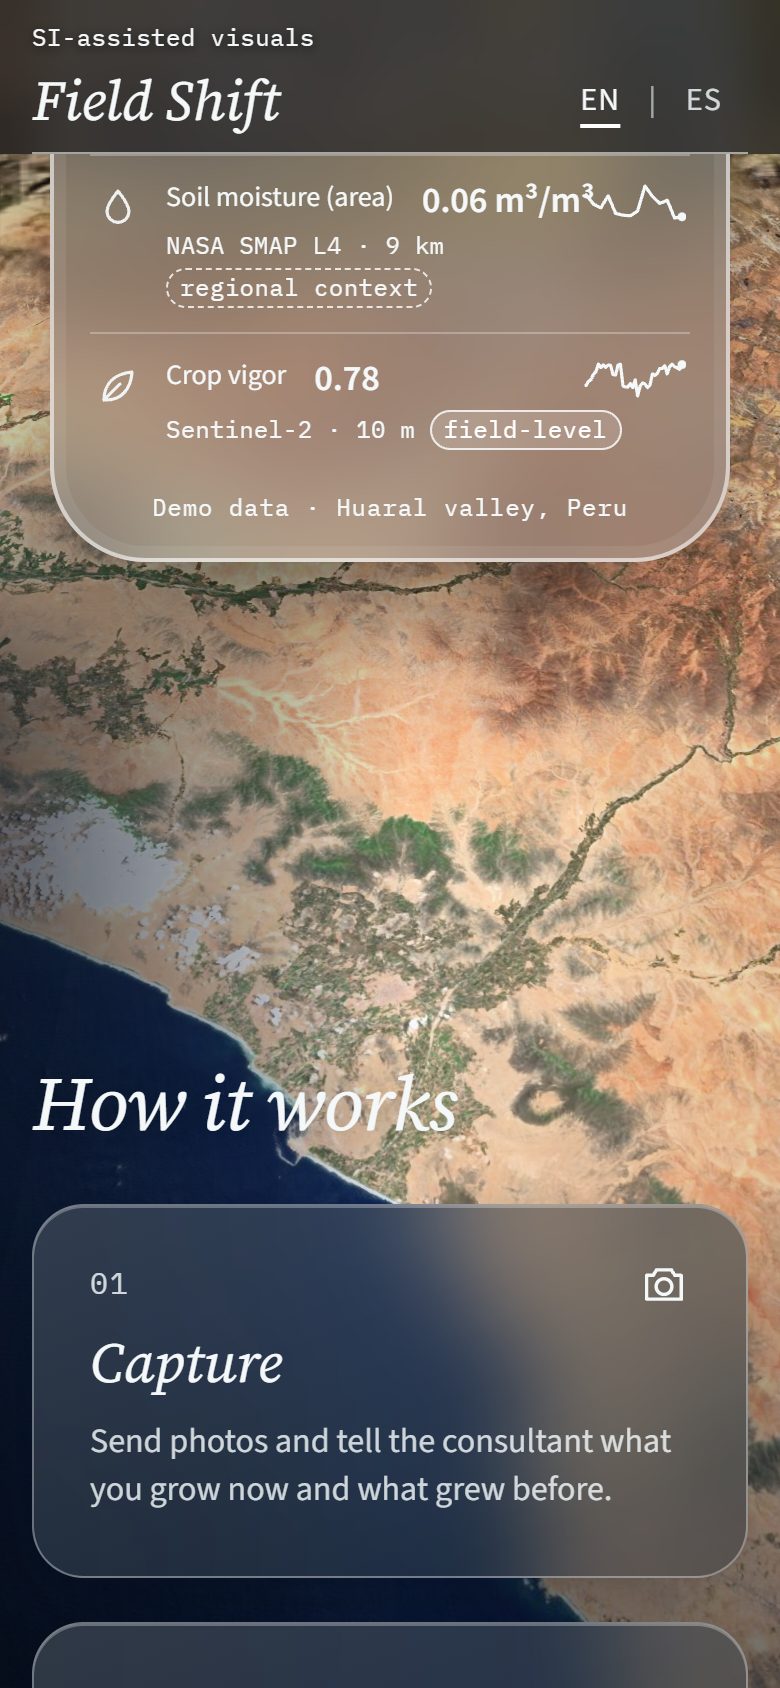 SI-assisted visuals
Field Shift
EN | ES
Soil moisture (area) 0.06 m³/m³
NASA SMAP L4 · 9 km
regional context
Crop vigor 0.78
Sentinel-2 · 10 m field-level
Demo data · Huaral valley, Peru
How it works
01
Capture
Send photos and tell the consultant what
you grow now and what grew before.